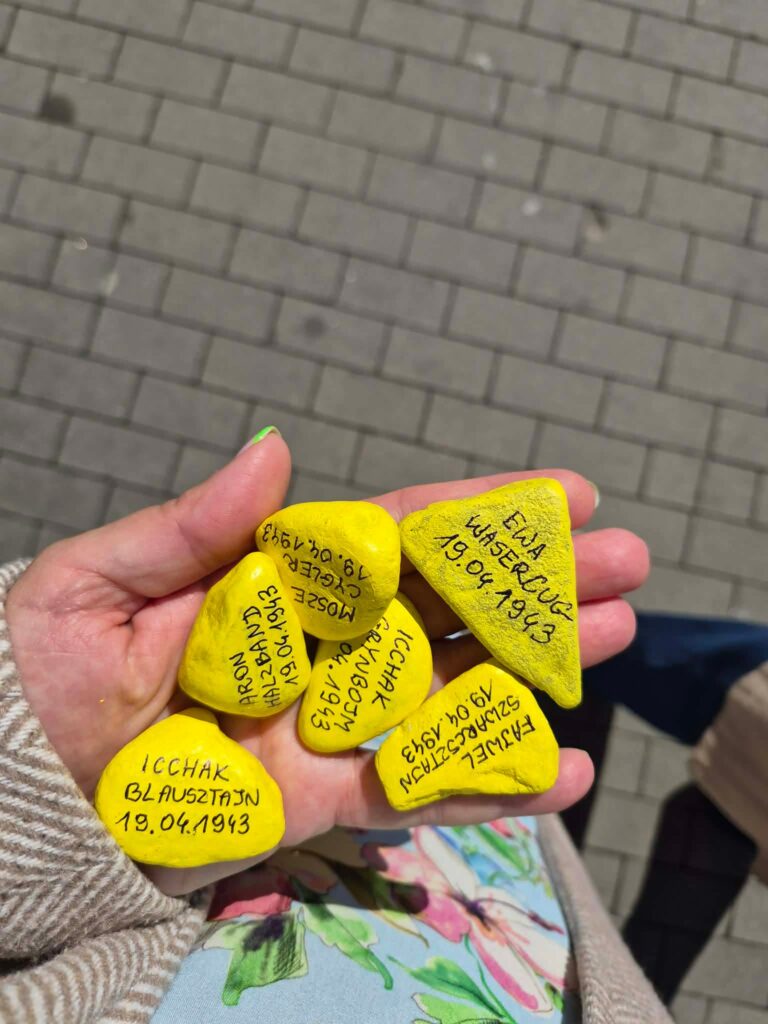 MOSZE
CYGLER
19.04.1943
EWA
WASERCUG
19.04.1943
ARON
HALZBAND
19.04.1943
ICCHAK
GRYNBOJM
04.1943
FAJWEL
SZWARCSZTAJN
19.04.1943
ICCHAK
BLAUSZTAJN
19.04.1943